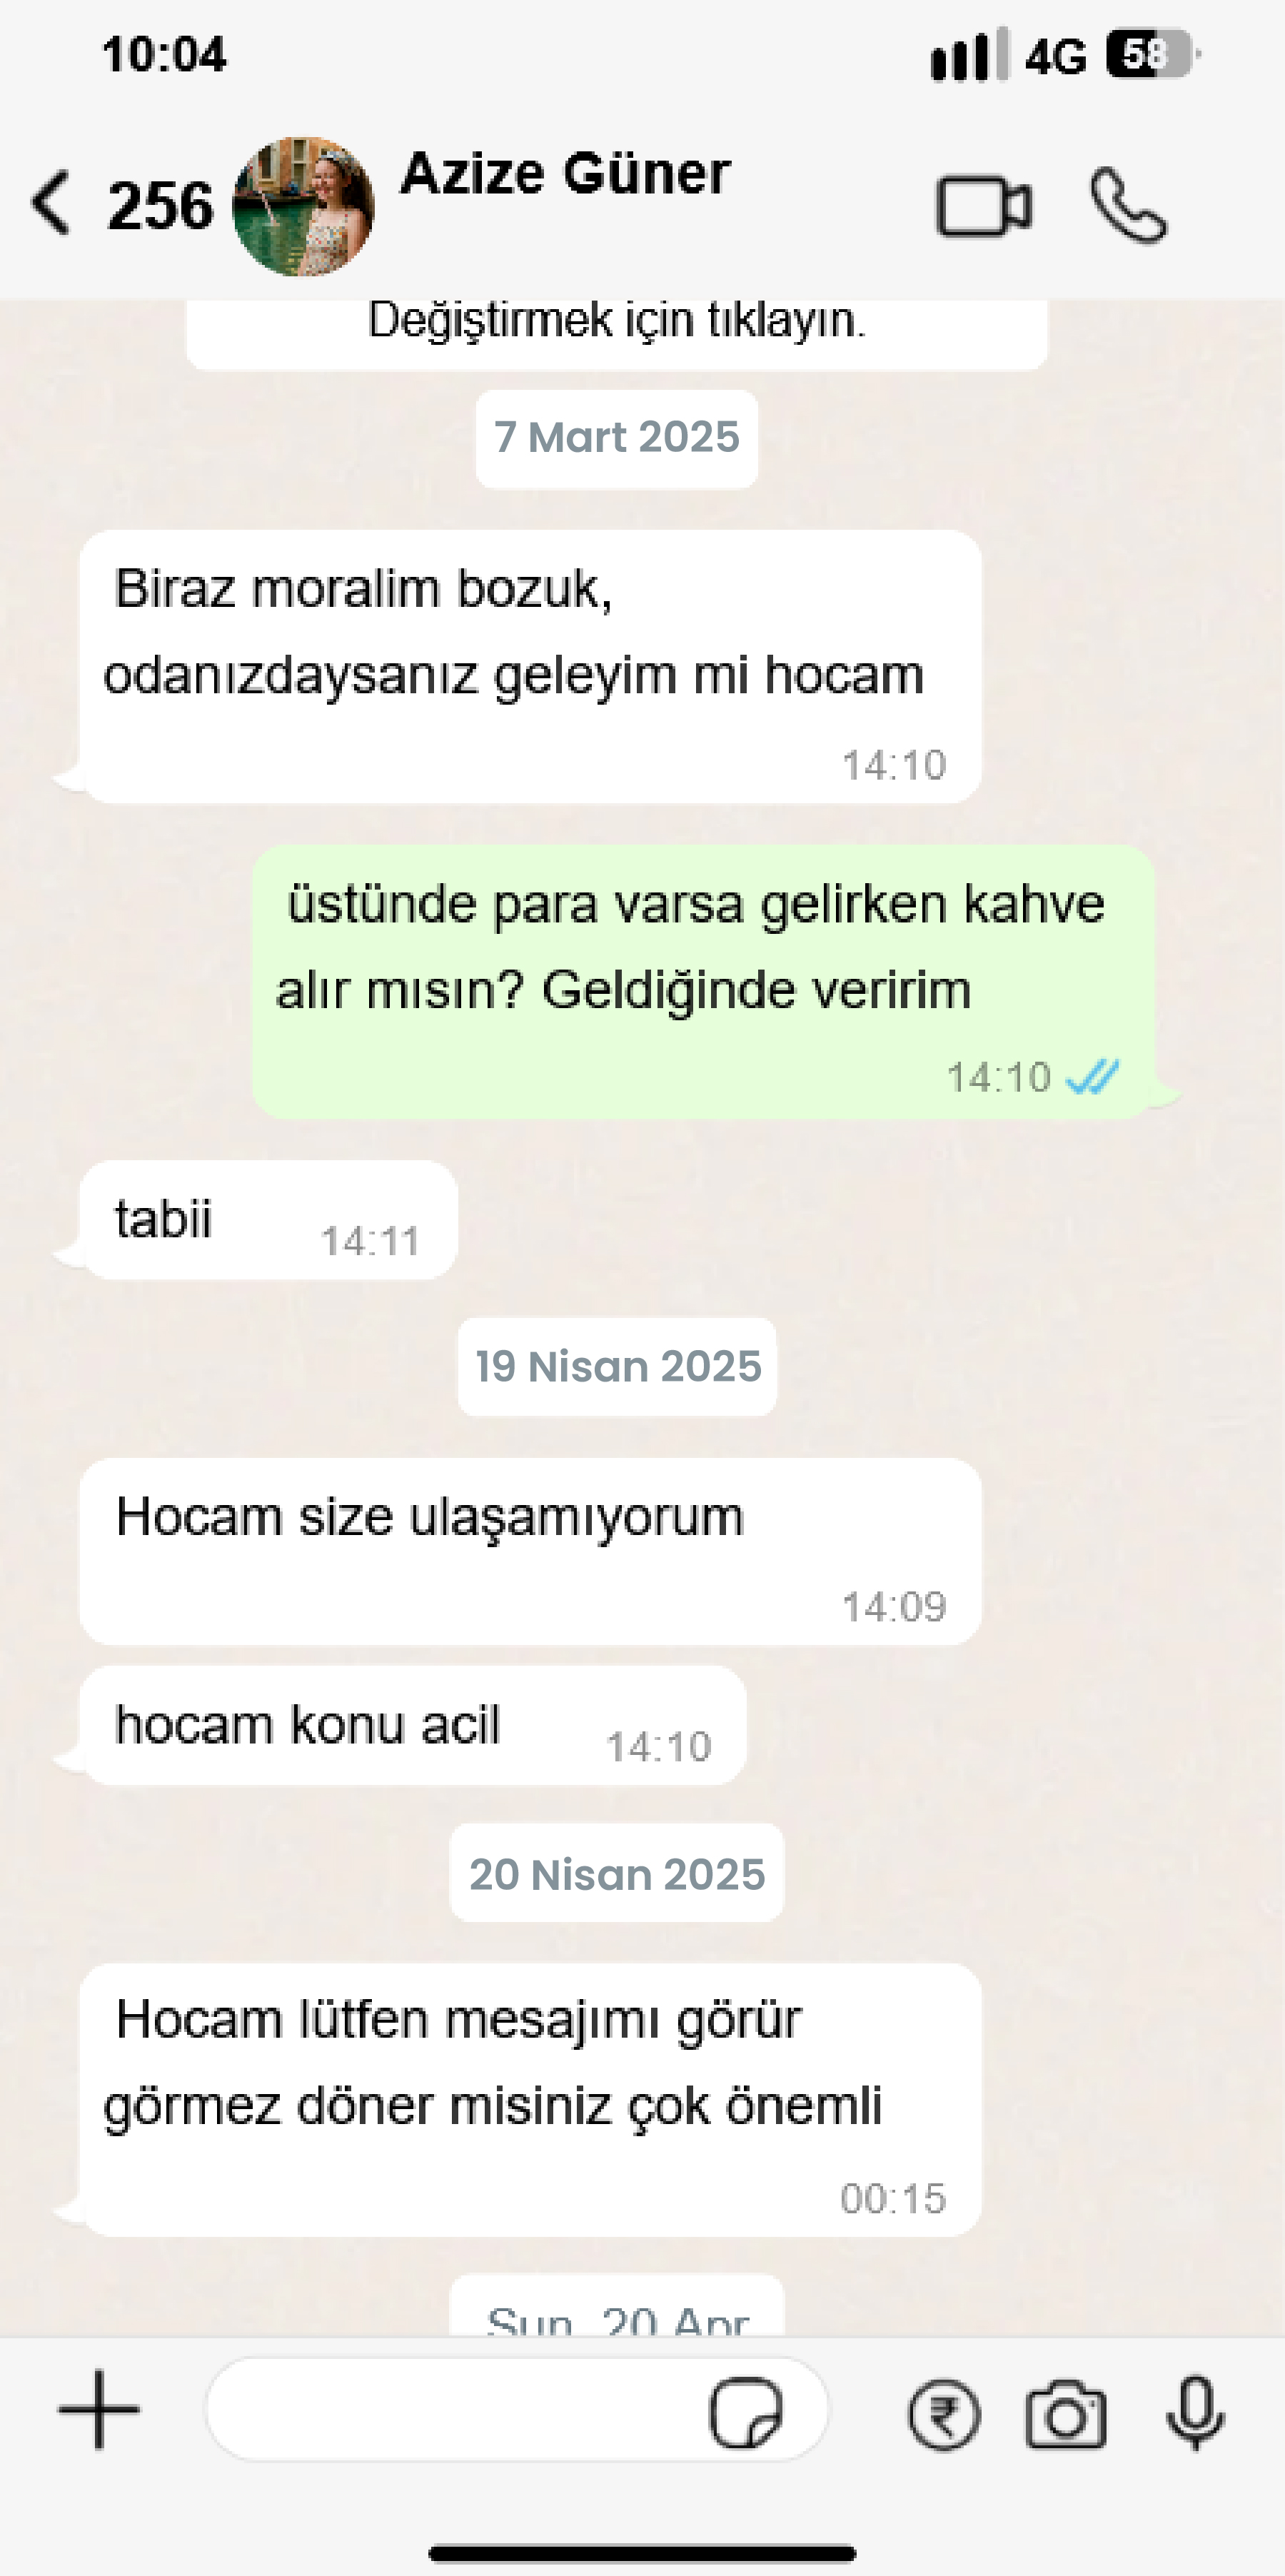 10:04
4G 58
256 Azize Güner
Değiştirmek için tıklayın.
7 Mart 2025
Biraz moralim bozuk,
odanızdaysanız geleyim mi hocam
14:10
üstünde para varsa gelirken kahve
alır mısın? Geldiğinde veririm
14:10
tabii 14:11
19 Nisan 2025
Hocam size ulaşamıyorum
14:09
hocam konu acil 14:10
20 Nisan 2025
Hocam lütfen mesajımı görür
görmez döner misiniz çok önemli
00:15
Sun, 20 Apr